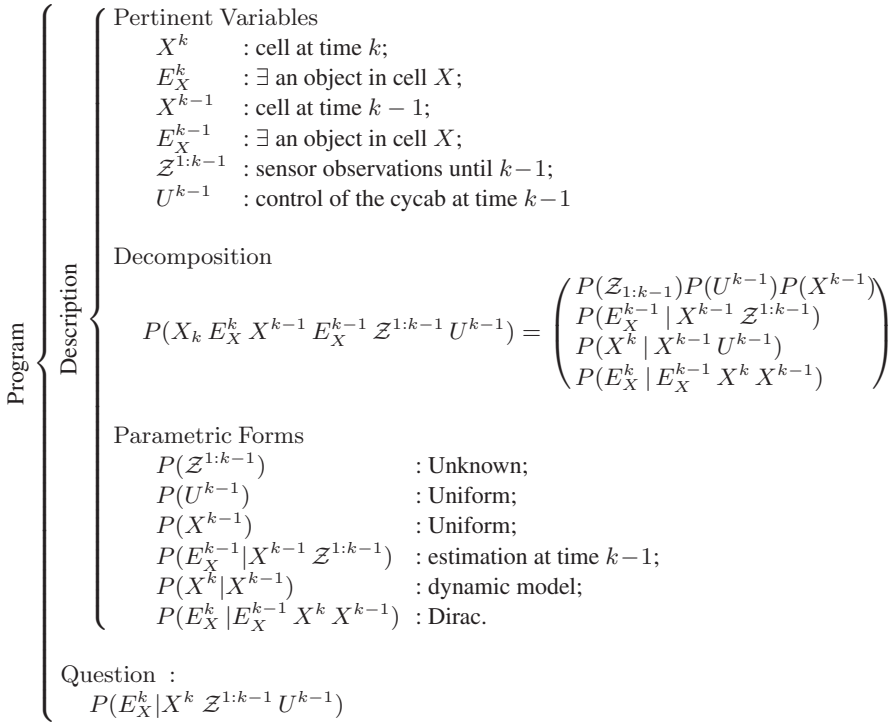 Program
Description
Pertinent Variables
X^k : cell at time k;
E_X^k : ∃ an object in cell X;
X^{k−1} : cell at time k − 1;
E_X^{k−1} : ∃ an object in cell X;
𝒵^{1:k−1} : sensor observations until k−1;
U^{k−1} : control of the cycab at time k−1
Decomposition
P(X_k E_X^k X^{k−1} E_X^{k−1} 𝒵^{1:k−1} U^{k−1}) =
P(𝒵_{1:k−1})P(U^{k−1})P(X^{k−1})
P(E_X^{k−1} | X^{k−1} 𝒵^{1:k−1})
P(X^k | X^{k−1} U^{k−1})
P(E_X^k | E_X^{k−1} X^k X^{k−1})
Parametric Forms
P(𝒵^{1:k−1}) : Unknown;
P(U^{k−1}) : Uniform;
P(X^{k−1}) : Uniform;
P(E_X^{k−1}|X^{k−1} 𝒵^{1:k−1}) : estimation at time k−1;
P(X^k|X^{k−1}) : dynamic model;
P(E_X^k |E_X^{k−1} X^k X^{k−1}) : Dirac.
Question :
P(E_X^k|X^k 𝒵^{1:k−1} U^{k−1})